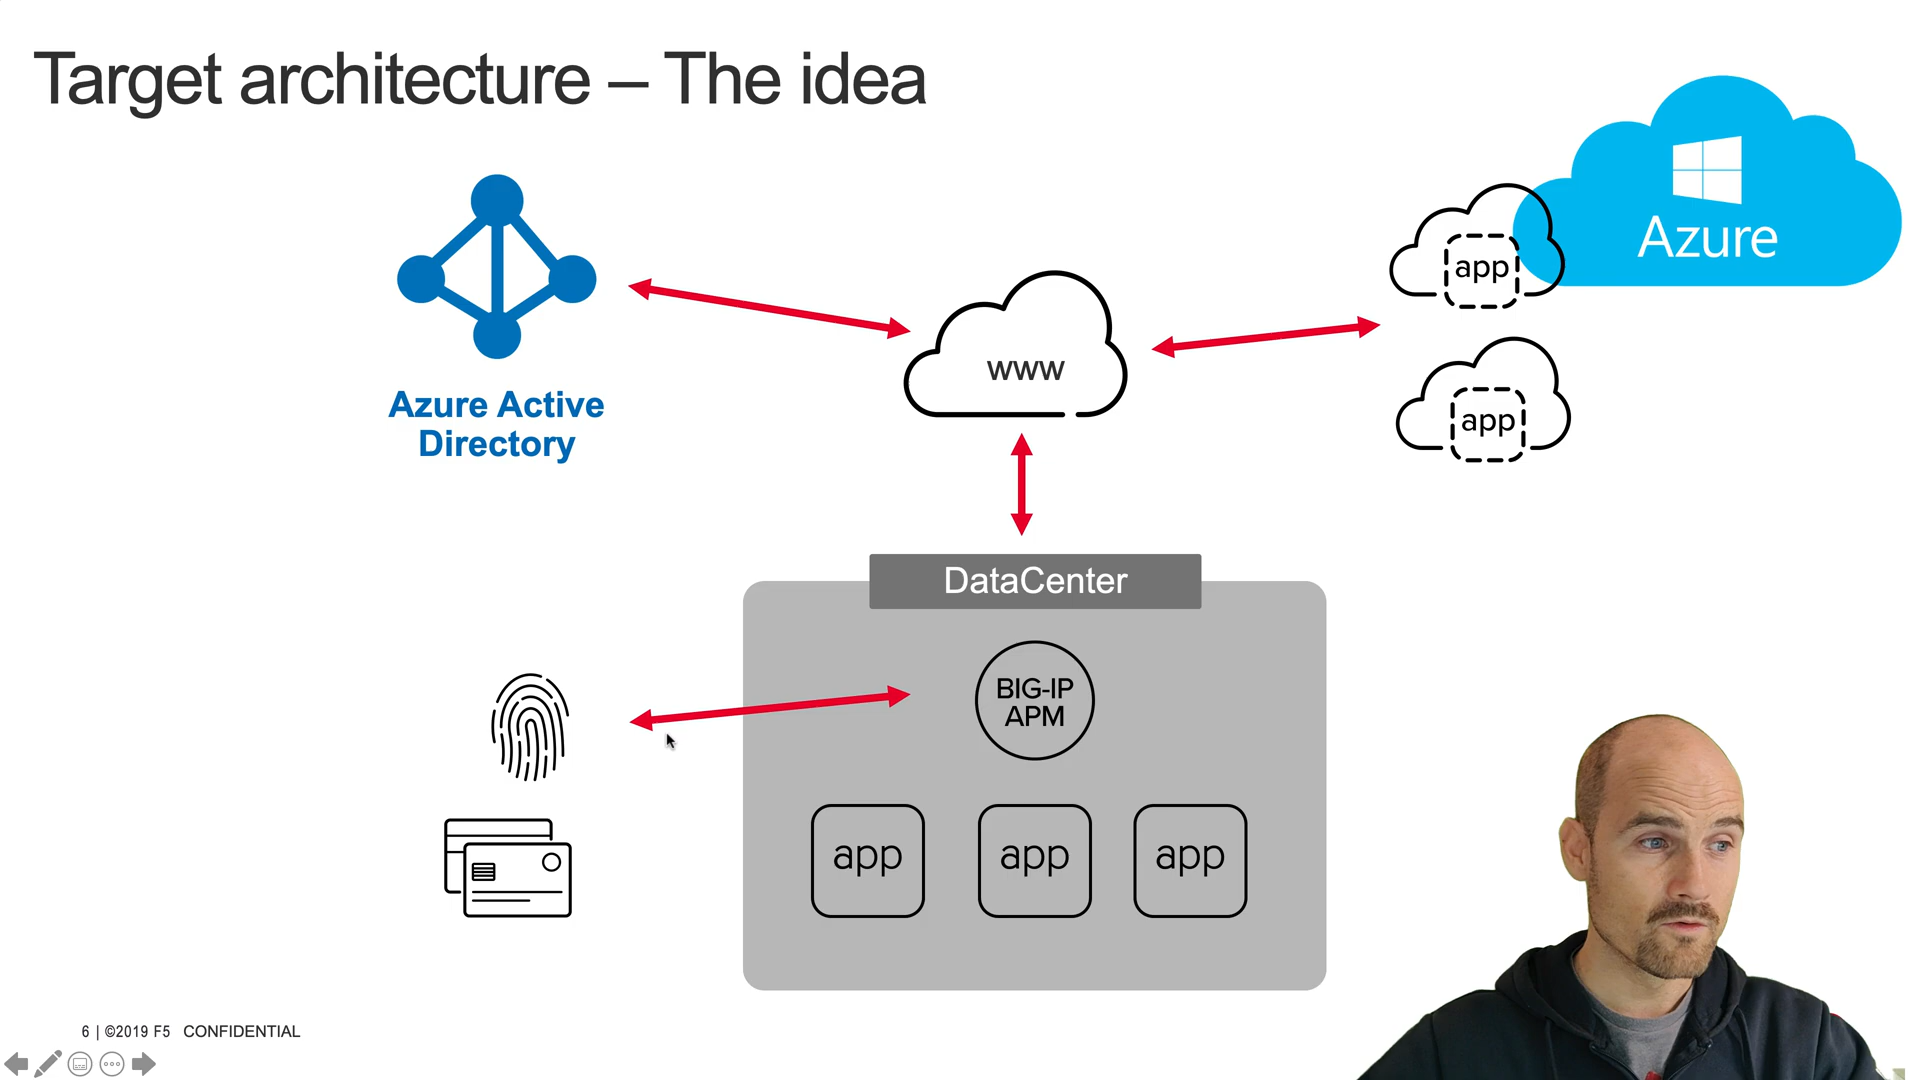 Target architecture – The idea
Azure
app
www
app
Azure Active
Directory
DataCenter
BIG-IP
APM
app
app
app
6 | ©2019 F5 CONFIDENTIAL